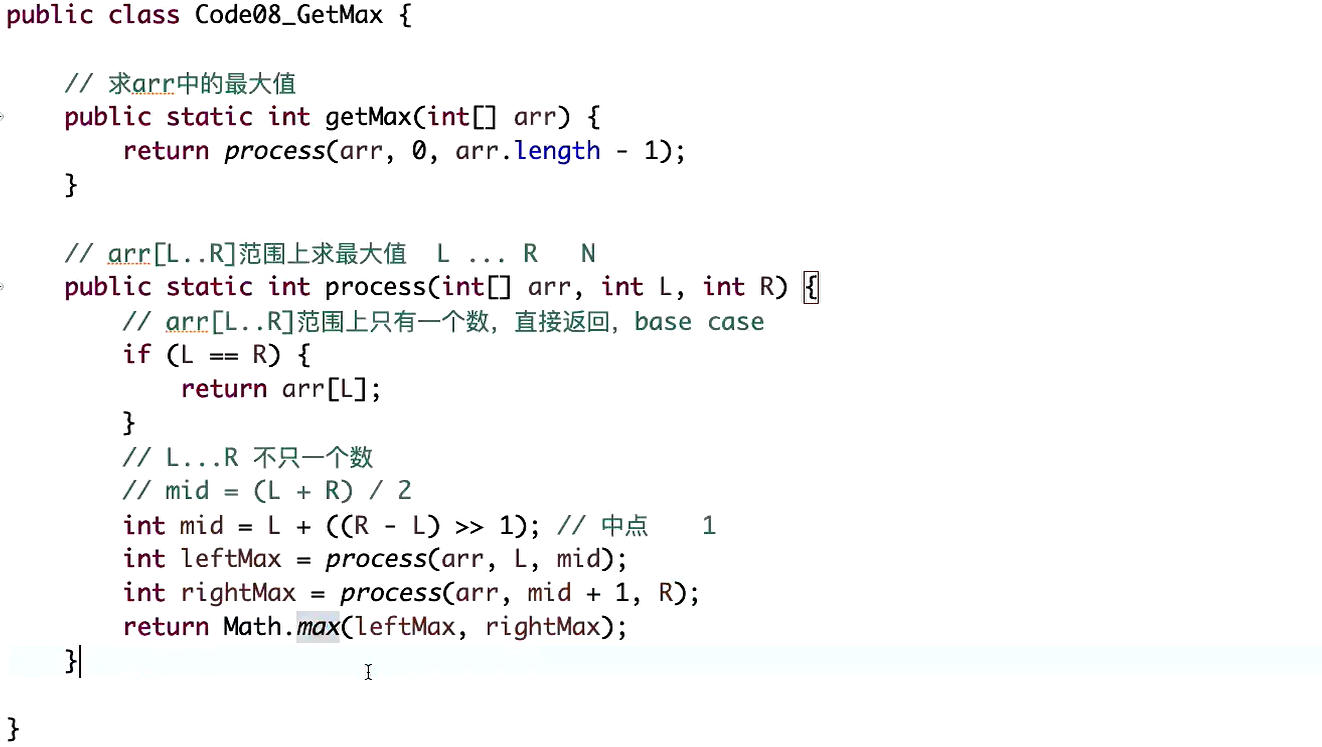 public class Code08_GetMax {
// 求arr中的最大值
public static int getMax(int[] arr) {
return process(arr, 0, arr.length - 1);
}
// arr[L..R]范围上求最大值  L ... R   N
public static int process(int[] arr, int L, int R) {
// arr[L..R]范围上只有一个数，直接返回，base case
if (L == R) {
return arr[L];
}
// L...R 不只一个数
// mid = (L + R) / 2
int mid = L + ((R - L) >> 1); // 中点    1
int leftMax = process(arr, L, mid);
int rightMax = process(arr, mid + 1, R);
return Math.max(leftMax, rightMax);
}
}